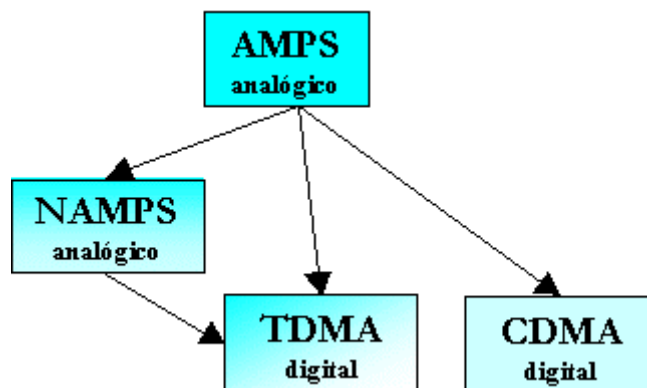 AMPS
analógico
NAMPS
analógico
TDMA
digital
CDMA
digital